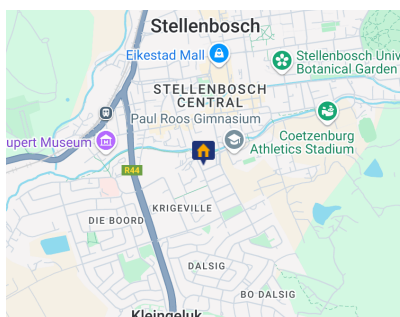 Stellenbosch
Eikestad Mall
Stellenbosch Univ
Botanical Garden
STELLENBOSCH
CENTRAL
Paul Roos Gimnasium
Coetzenburg
Athletics Stadium
upert Museum
R44
KRIGEVILLE
DIE BOORD
DALSIG
BO DALSIG
Kleingeluk